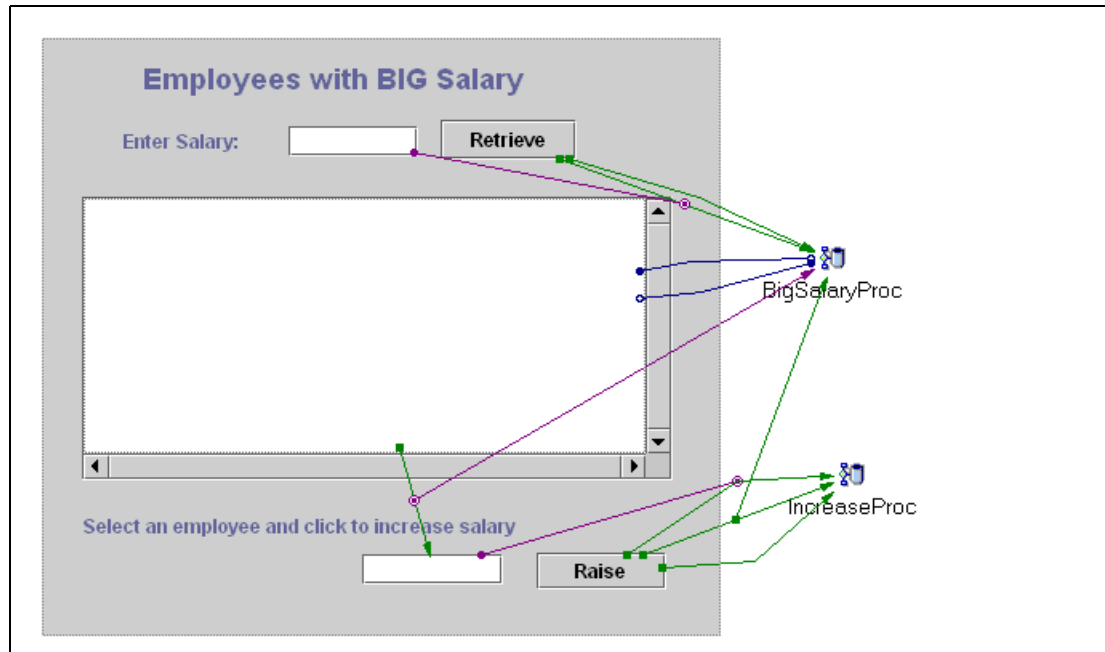 Employees with BIG Salary
Enter Salary:
Retrieve
BigSalaryProc
IncreaseProc
Select an employee and click to increase salary
Raise